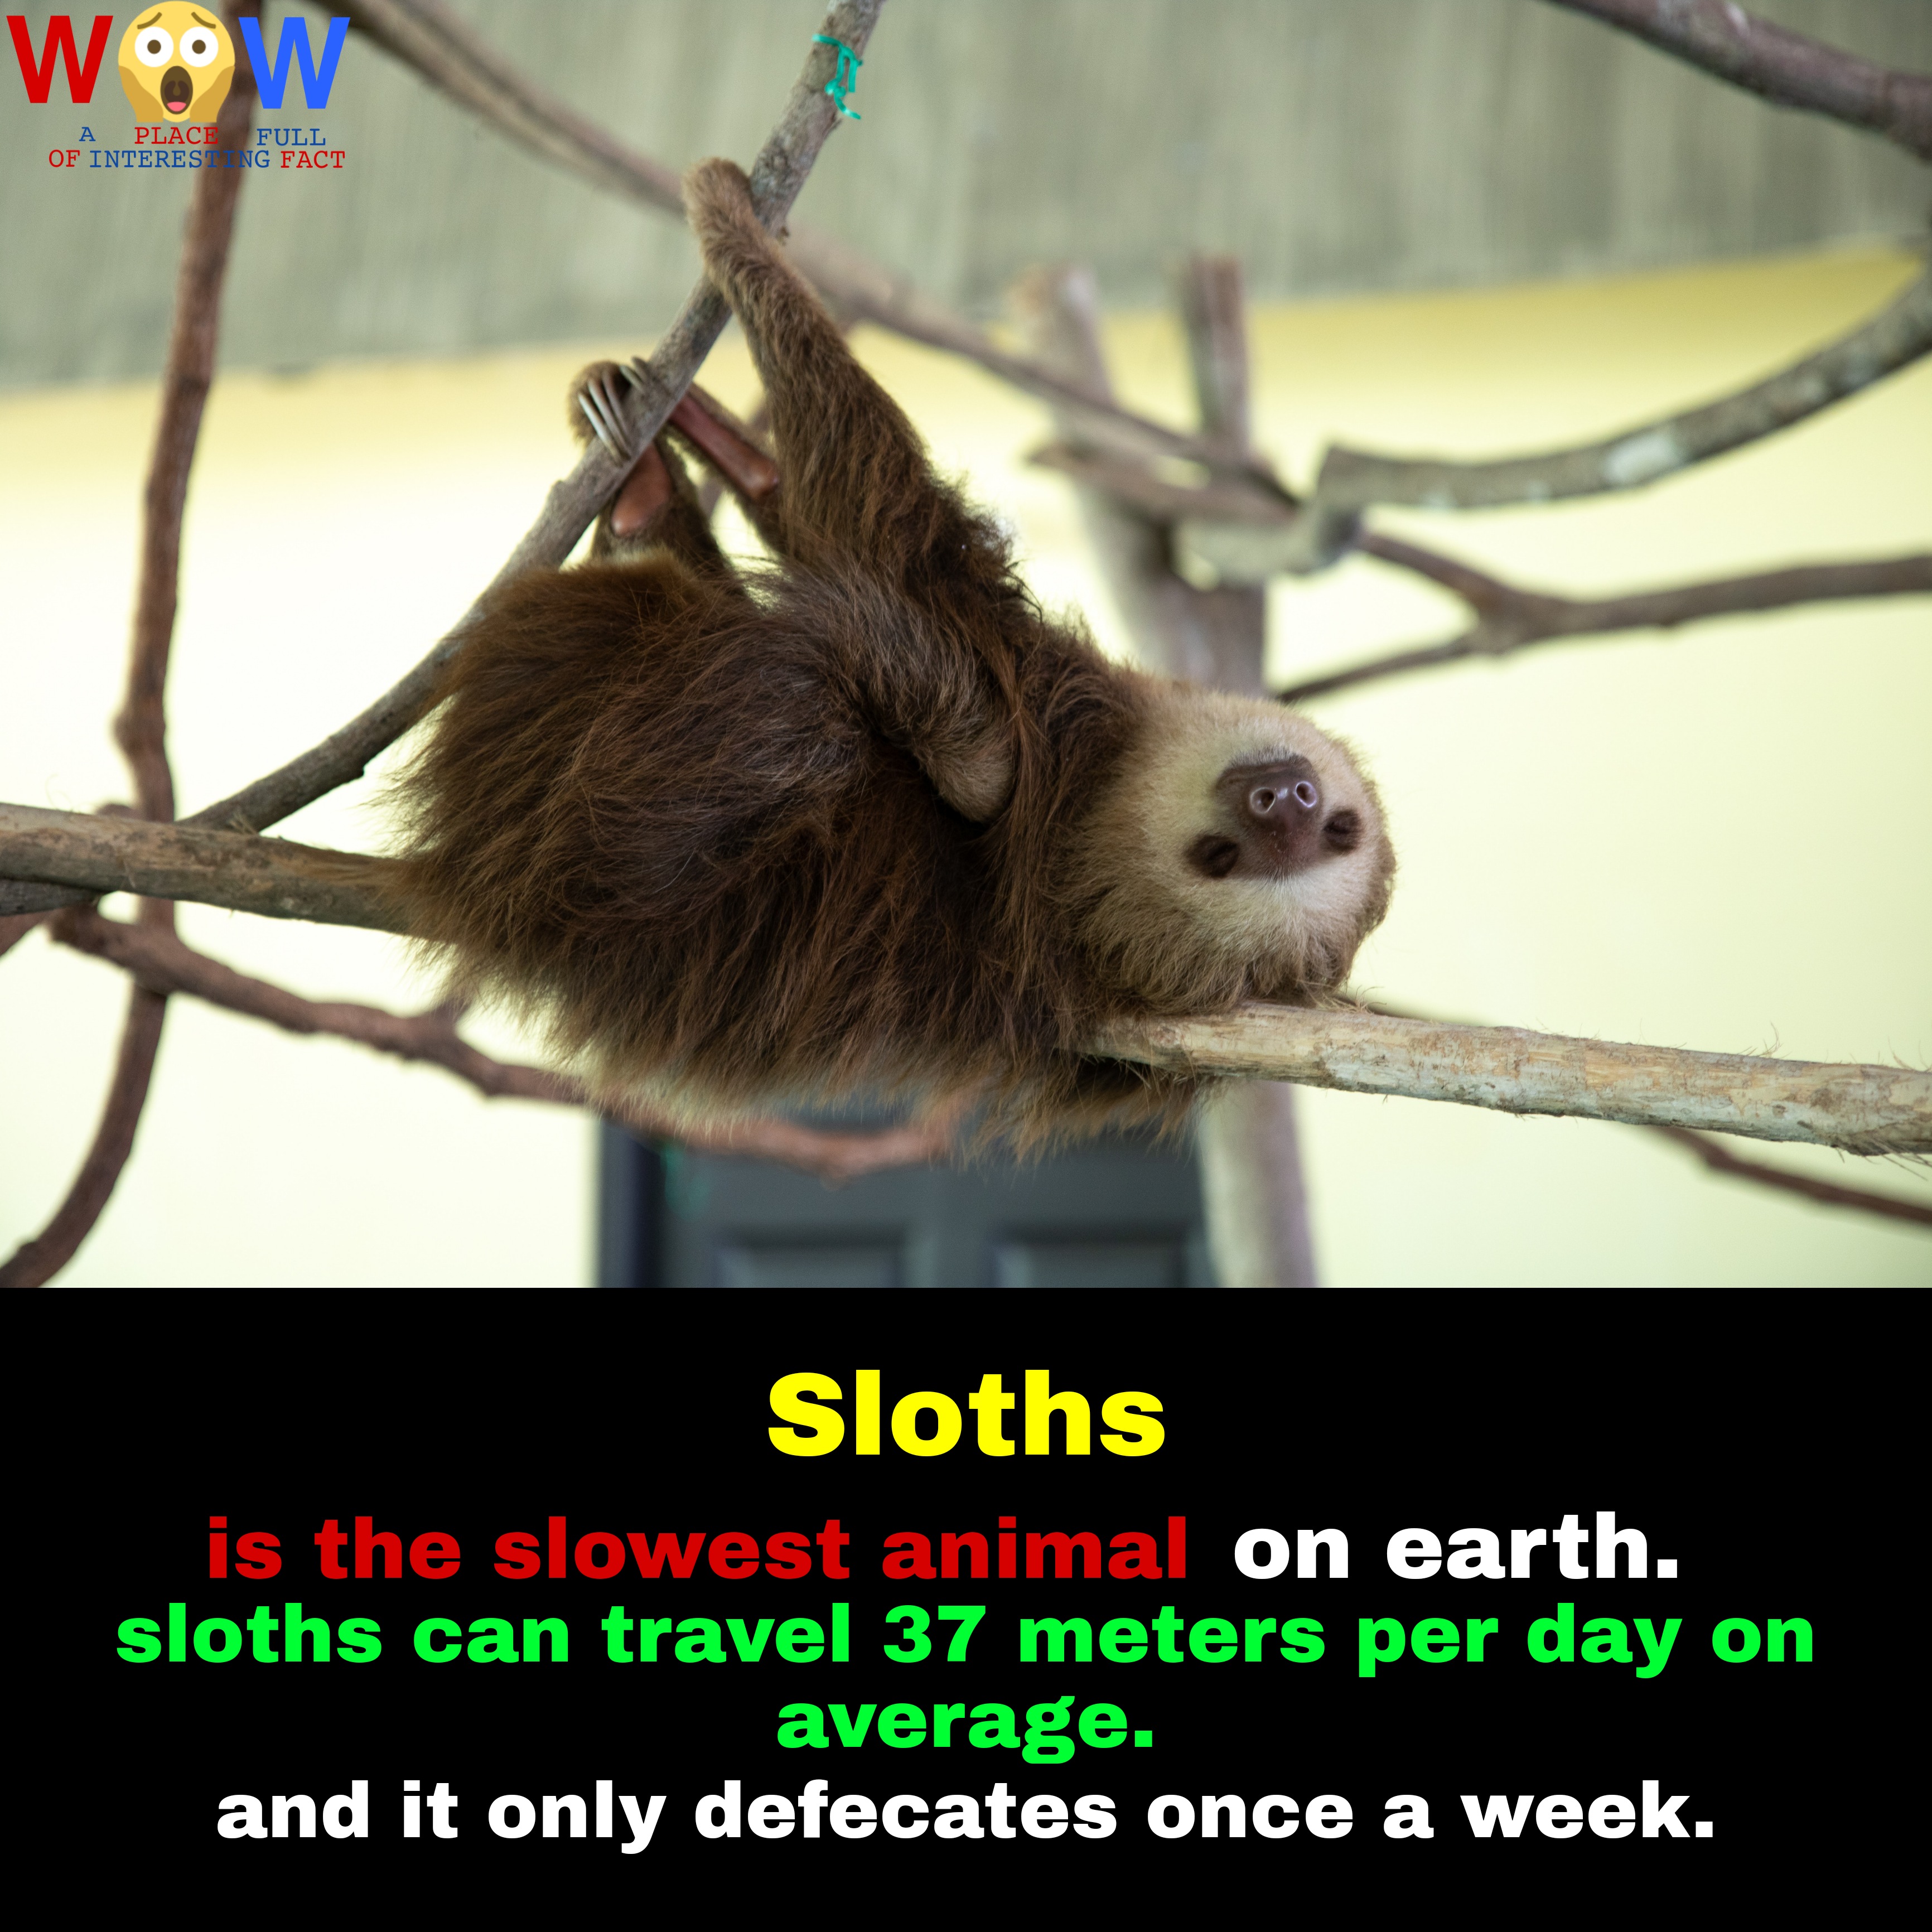 WOW
A PLACE FULL
OF INTERESTING FACT
Sloths
is the slowest animal on earth.
sloths can travel 37 meters per day on
average.
and it only defecates once a week.